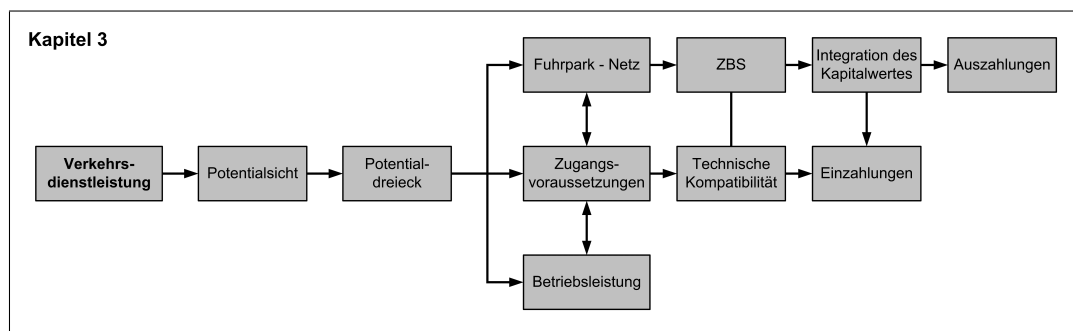 Kapitel 3
Fuhrpark - Netz
ZBS
Integration des
Kapitalwertes
Auszahlungen
Verkehrs-
dienstleistung
Potentialsicht
Potential-
dreieck
Zugangs-
voraussetzungen
Technische
Kompatibilität
Einzahlungen
Betriebsleistung